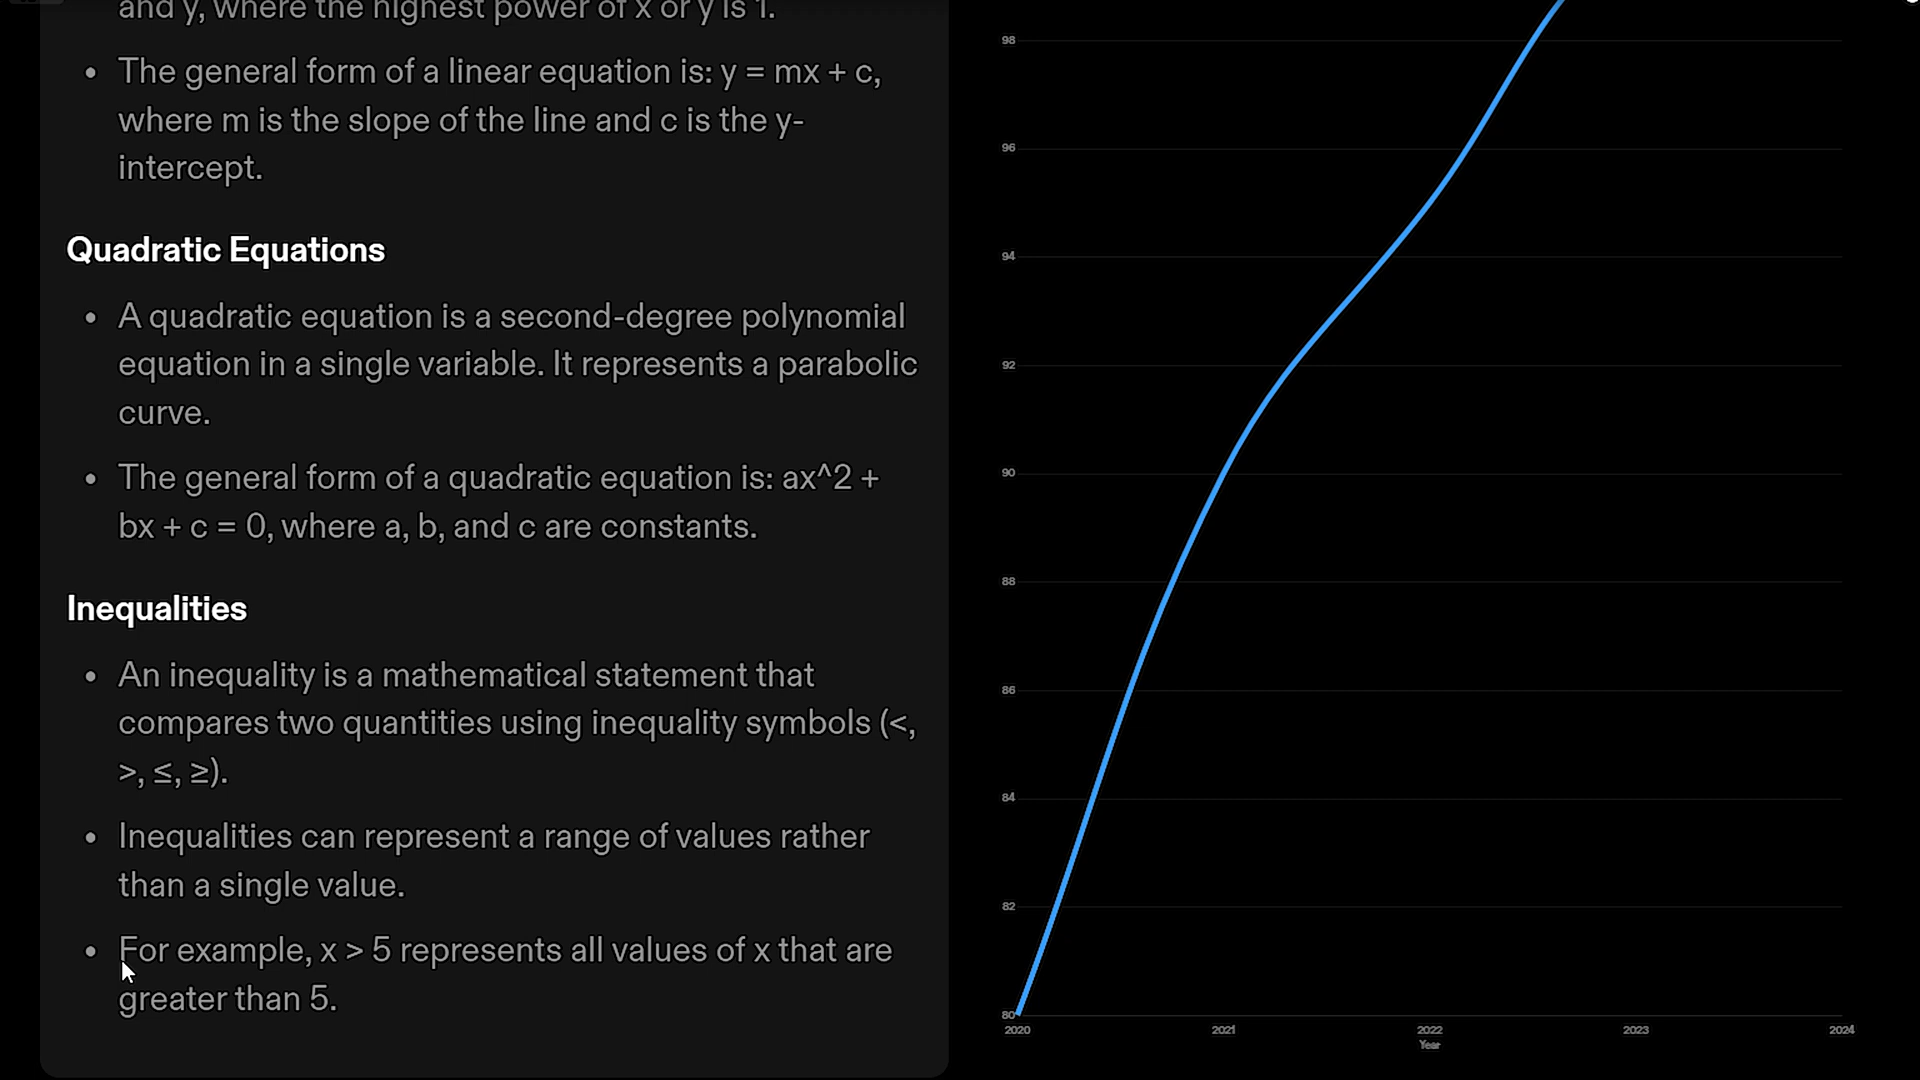 and y, where the highest power of x or y is 1.
The general form of a linear equation is: y = mx + c,
where m is the slope of the line and c is the y-
intercept.
Quadratic Equations
A quadratic equation is a second-degree polynomial
equation in a single variable. It represents a parabolic
curve.
The general form of a quadratic equation is: ax^2 +
bx + c = 0, where a, b, and c are constants.
Inequalities
An inequality is a mathematical statement that
compares two quantities using inequality symbols (<,
>, ≤, ≥).
Inequalities can represent a range of values rather
than a single value.
For example, x > 5 represents all values of x that are
greater than 5.
98
96
94
92
90
88
86
84
82
80
2020 2021 2022 2023 2024
Year